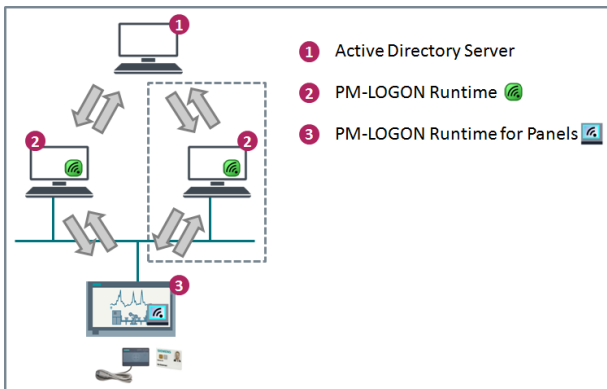 1
2
2
3
1 Active Directory Server
2 PM-LOGON Runtime
3 PM-LOGON Runtime for Panels